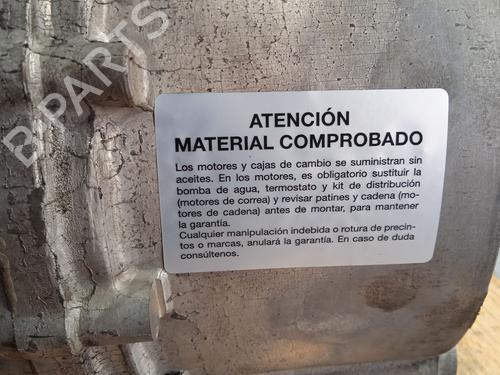 B PARTS
ATENCIÓN
MATERIAL COMPROBADO
Los motores y cajas de cambio se suministran sin
aceites. En los motores, es obligatorio sustituir la
bomba de agua, termostato y kit de distribución
(motores de correa) y revisar patines y cadena (mo-
tores de cadena) antes de montar, para mantener
la garantía.
Cualquier manipulación indebida o rotura de precin-
tos o marcas, anulará la garantía. En caso de duda
consúltenos.